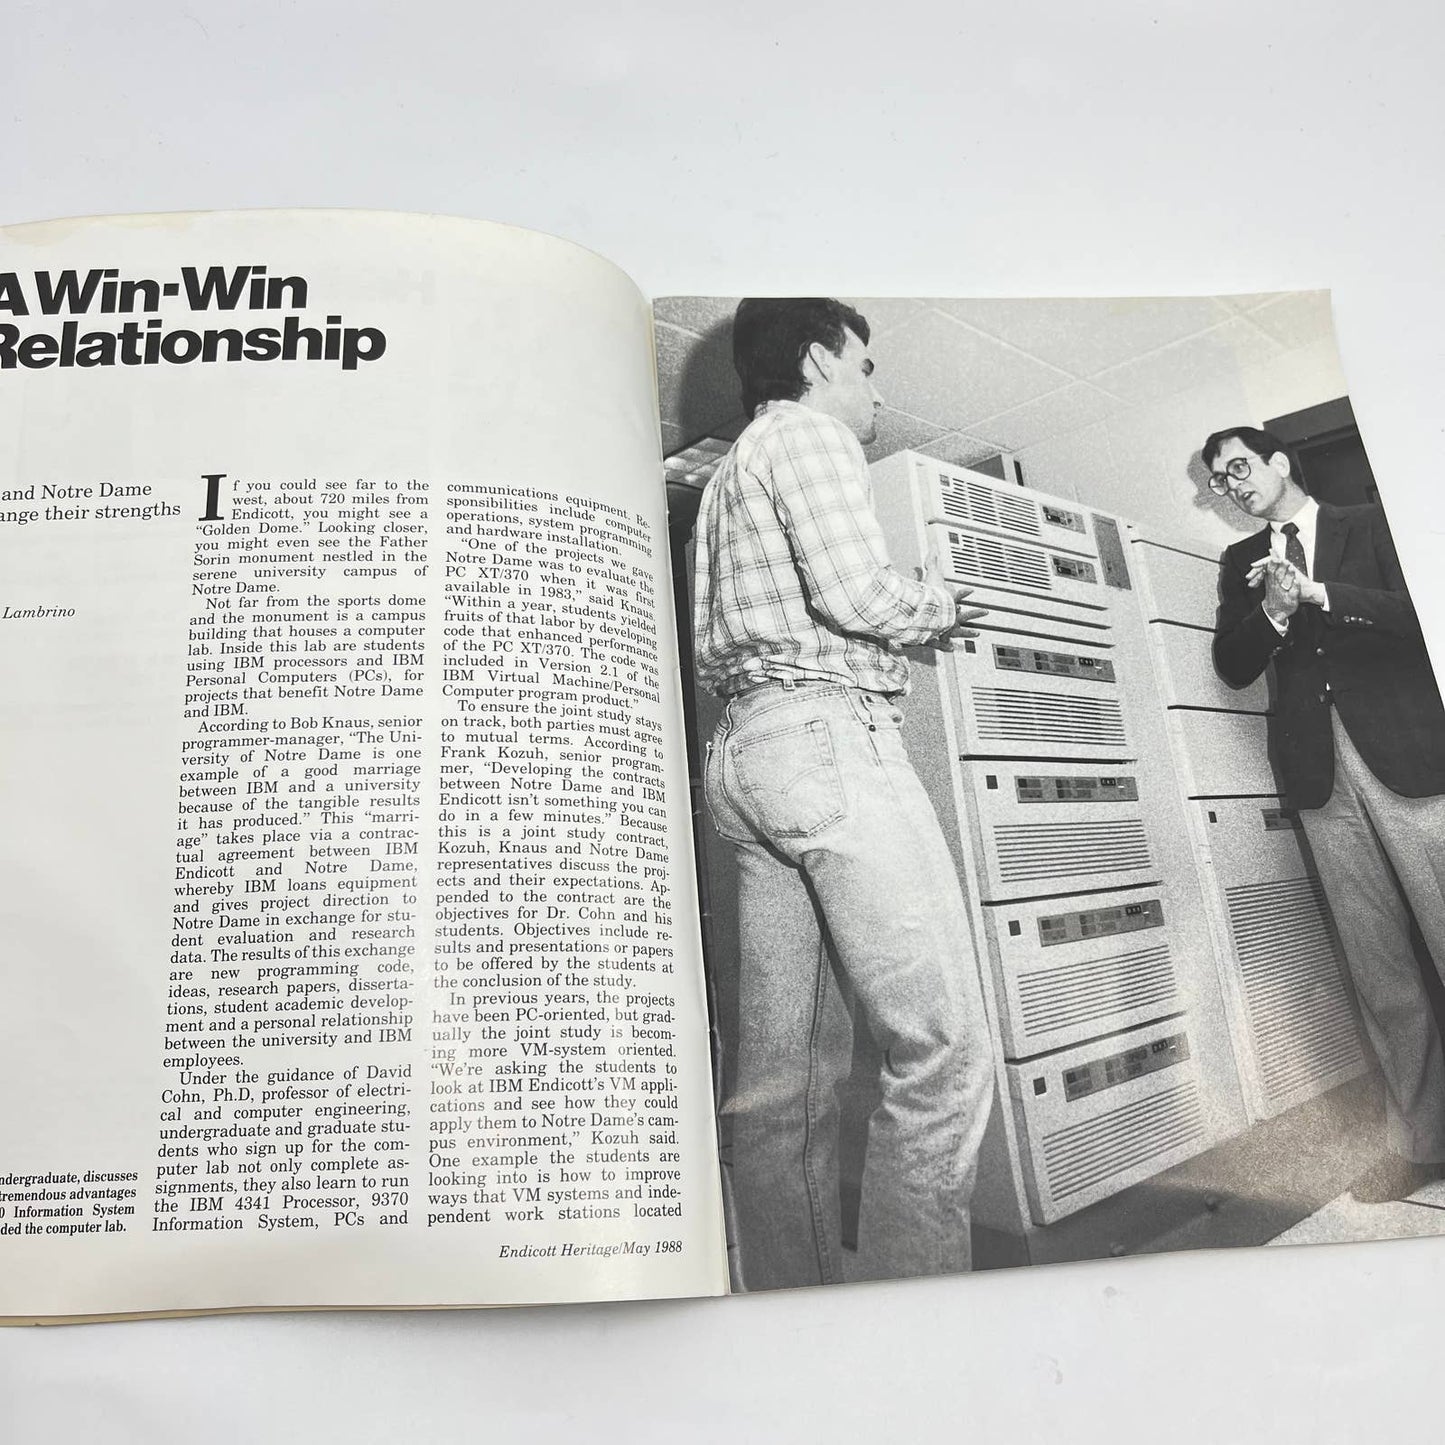 A Win-Win
Relationship
and Notre Dame
ange their strengths
Lambrino
ndergraduate, discusses
tremendous advantages
0 Information System
ded the computer lab.
If you could see far to the
west, about 720 miles from
Endicott, you might see a
“Golden Dome.” Looking closer,
you might even see the Father
Sorin monument nestled in the
serene university campus of
Notre Dame.
Not far from the sports dome
and the monument is a campus
building that houses a computer
lab. Inside this lab are students
using IBM processors and IBM
Personal Computers (PCs), for
projects that benefit Notre Dame
and IBM.
According to Bob Knaus, senior
programmer-manager, “The Uni-
versity of Notre Dame is one
example of a good marriage
between IBM and a university
because of the tangible results
it has produced.” This “marri-
age” takes place via a contrac-
tual agreement between IBM
Endicott and Notre Dame,
whereby IBM loans equipment
and gives project direction to
Notre Dame in exchange for stu-
dent evaluation and research
data. The results of this exchange
are new programming code,
ideas, research papers, disserta-
tions, student academic develop-
ment and a personal relationship
between the university and IBM
employees.
Under the guidance of David
Cohn, Ph.D, professor of electri-
cal and computer engineering,
undergraduate and graduate stu-
dents who sign up for the com-
puter lab not only complete as-
signments, they also learn to run
the IBM 4341 Processor, 9370
Information System, PCs and
communications equipment. Re-
sponsibilities include computer
operations, system programming
and hardware installation.
“One of the projects we gave
Notre Dame was to evaluate the
PC XT/370 when it was first
available in 1983,” said Knaus.
“Within a year, students yielded
fruits of that labor by developing
code that enhanced performance
of the PC XT/370. The code was
included in Version 2.1 of the
IBM Virtual Machine/Personal
Computer program product.”
To ensure the joint study stays
on track, both parties must agree
to mutual terms. According to
Frank Kozuh, senior program-
mer, “Developing the contracts
between Notre Dame and IBM
Endicott isn’t something you can
do in a few minutes.” Because
this is a joint study contract,
Kozuh, Knaus and Notre Dame
representatives discuss the proj-
ects and their expectations. Ap-
pended to the contract are the
objectives for Dr. Cohn and his
students. Objectives include re-
sults and presentations or papers
to be offered by the students at
the conclusion of the study.
In previous years, the projects
have been PC-oriented, but grad-
ually the joint study is becom-
ing more VM-system oriented.
“We’re asking the students to
look at IBM Endicott’s VM appli-
cations and see how they could
apply them to Notre Dame’s cam-
pus environment,” Kozuh said.
One example the students are
looking into is how to improve
ways that VM systems and inde-
pendent work stations located
Endicott Heritage/May 1988